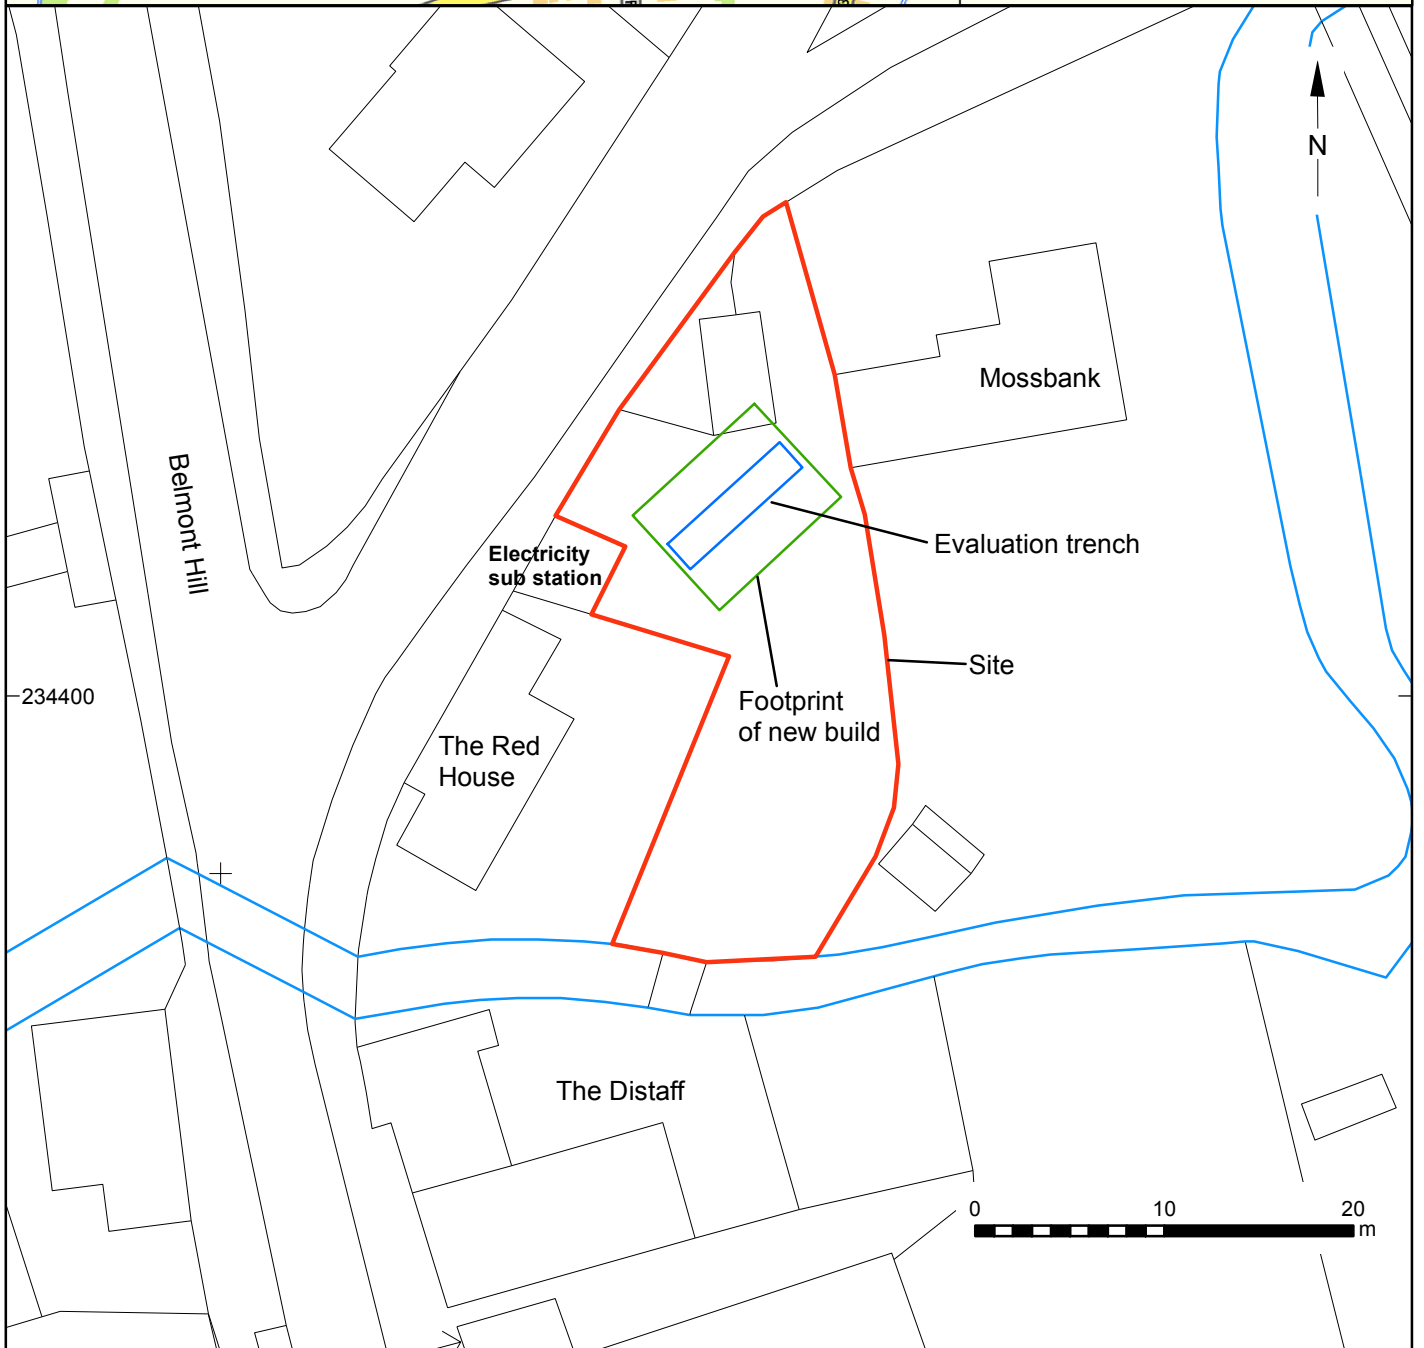 N
Mossbank
Belmont Hill
Evaluation trench
Electricity
sub station
Site
234400
Footprint
of new build
The Red
House
The Distaff
0 10 20
m